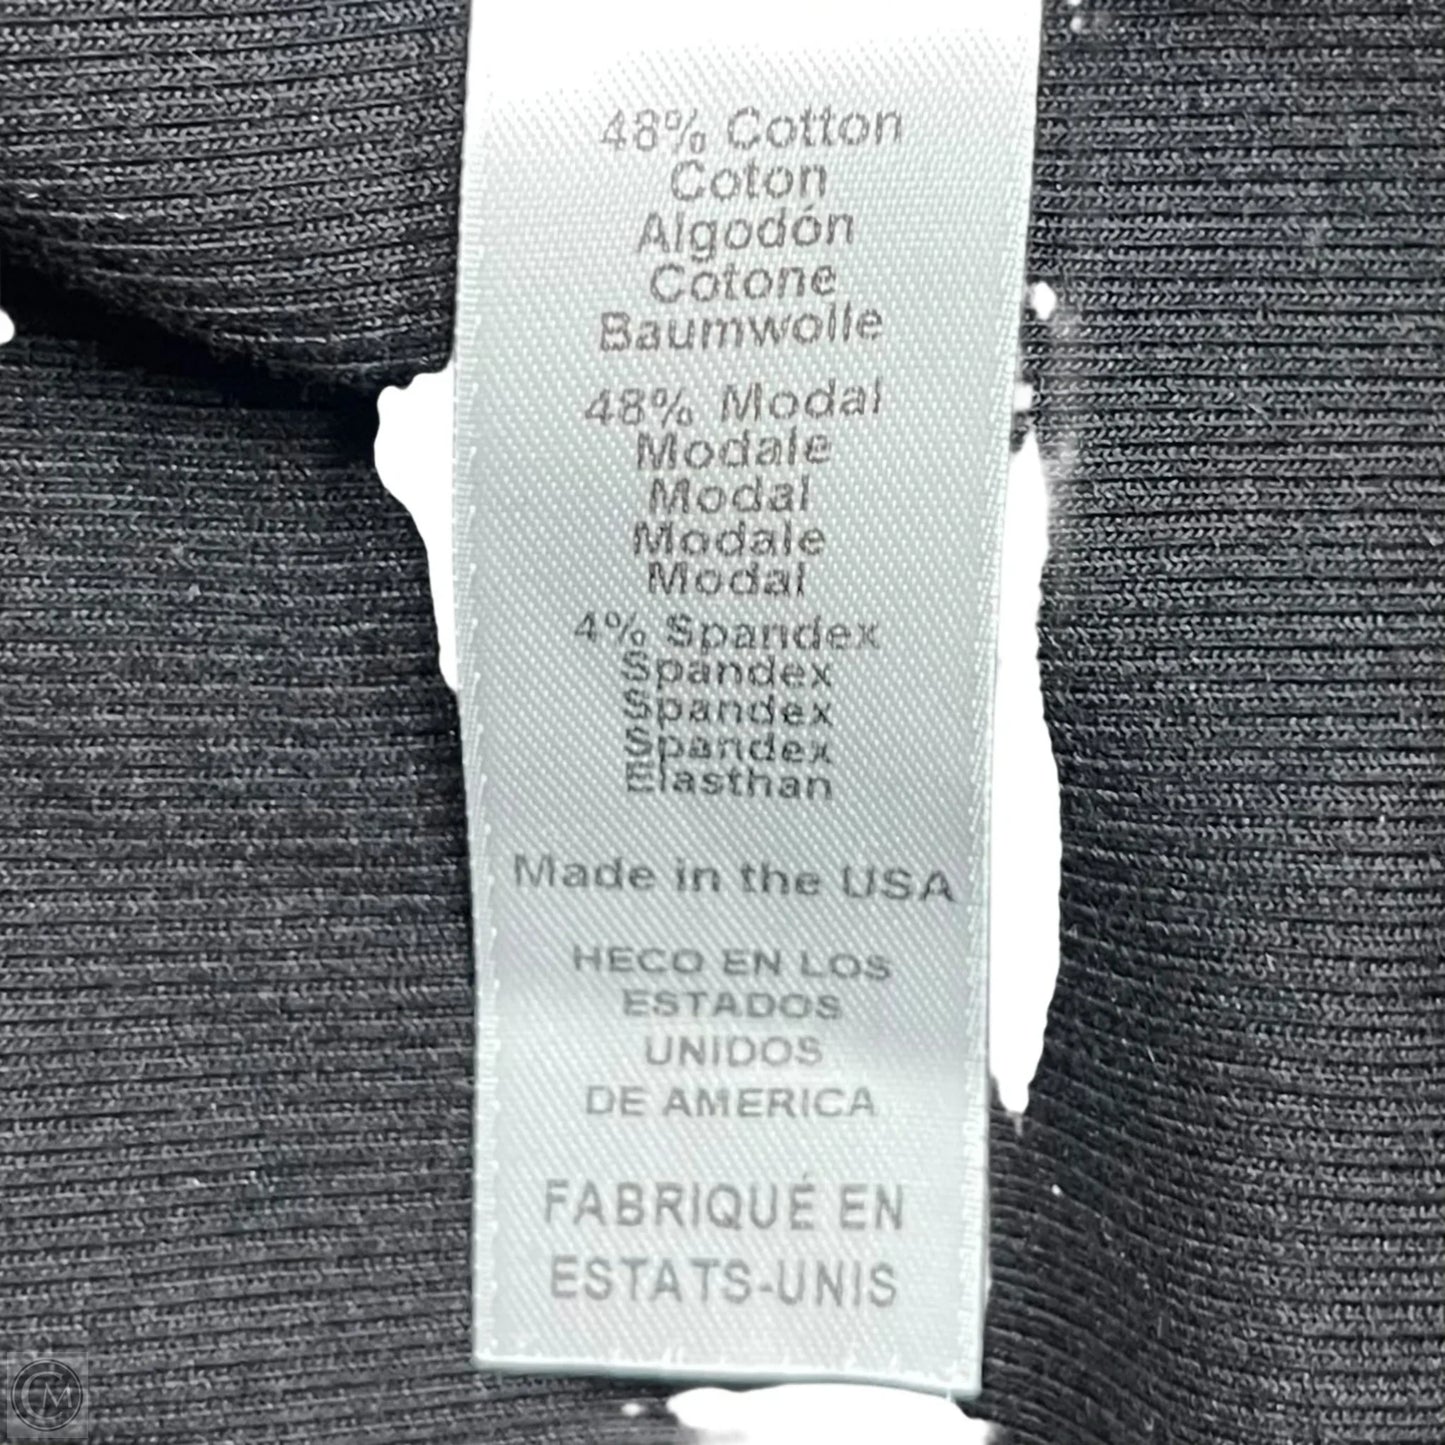 48% Cotton
Coton
Algodón
Cotone
Baumwolle
48% Modal
Modale
Modal
Modale
Modal
4% Spandex
Spandex
Spandex
Spandex
Elasthan
Made in the USA
HECO EN LOS
ESTADOS
UNIDOS
DE AMERICA
FABRIQUÉ EN
ESTATS-UNIS
CM